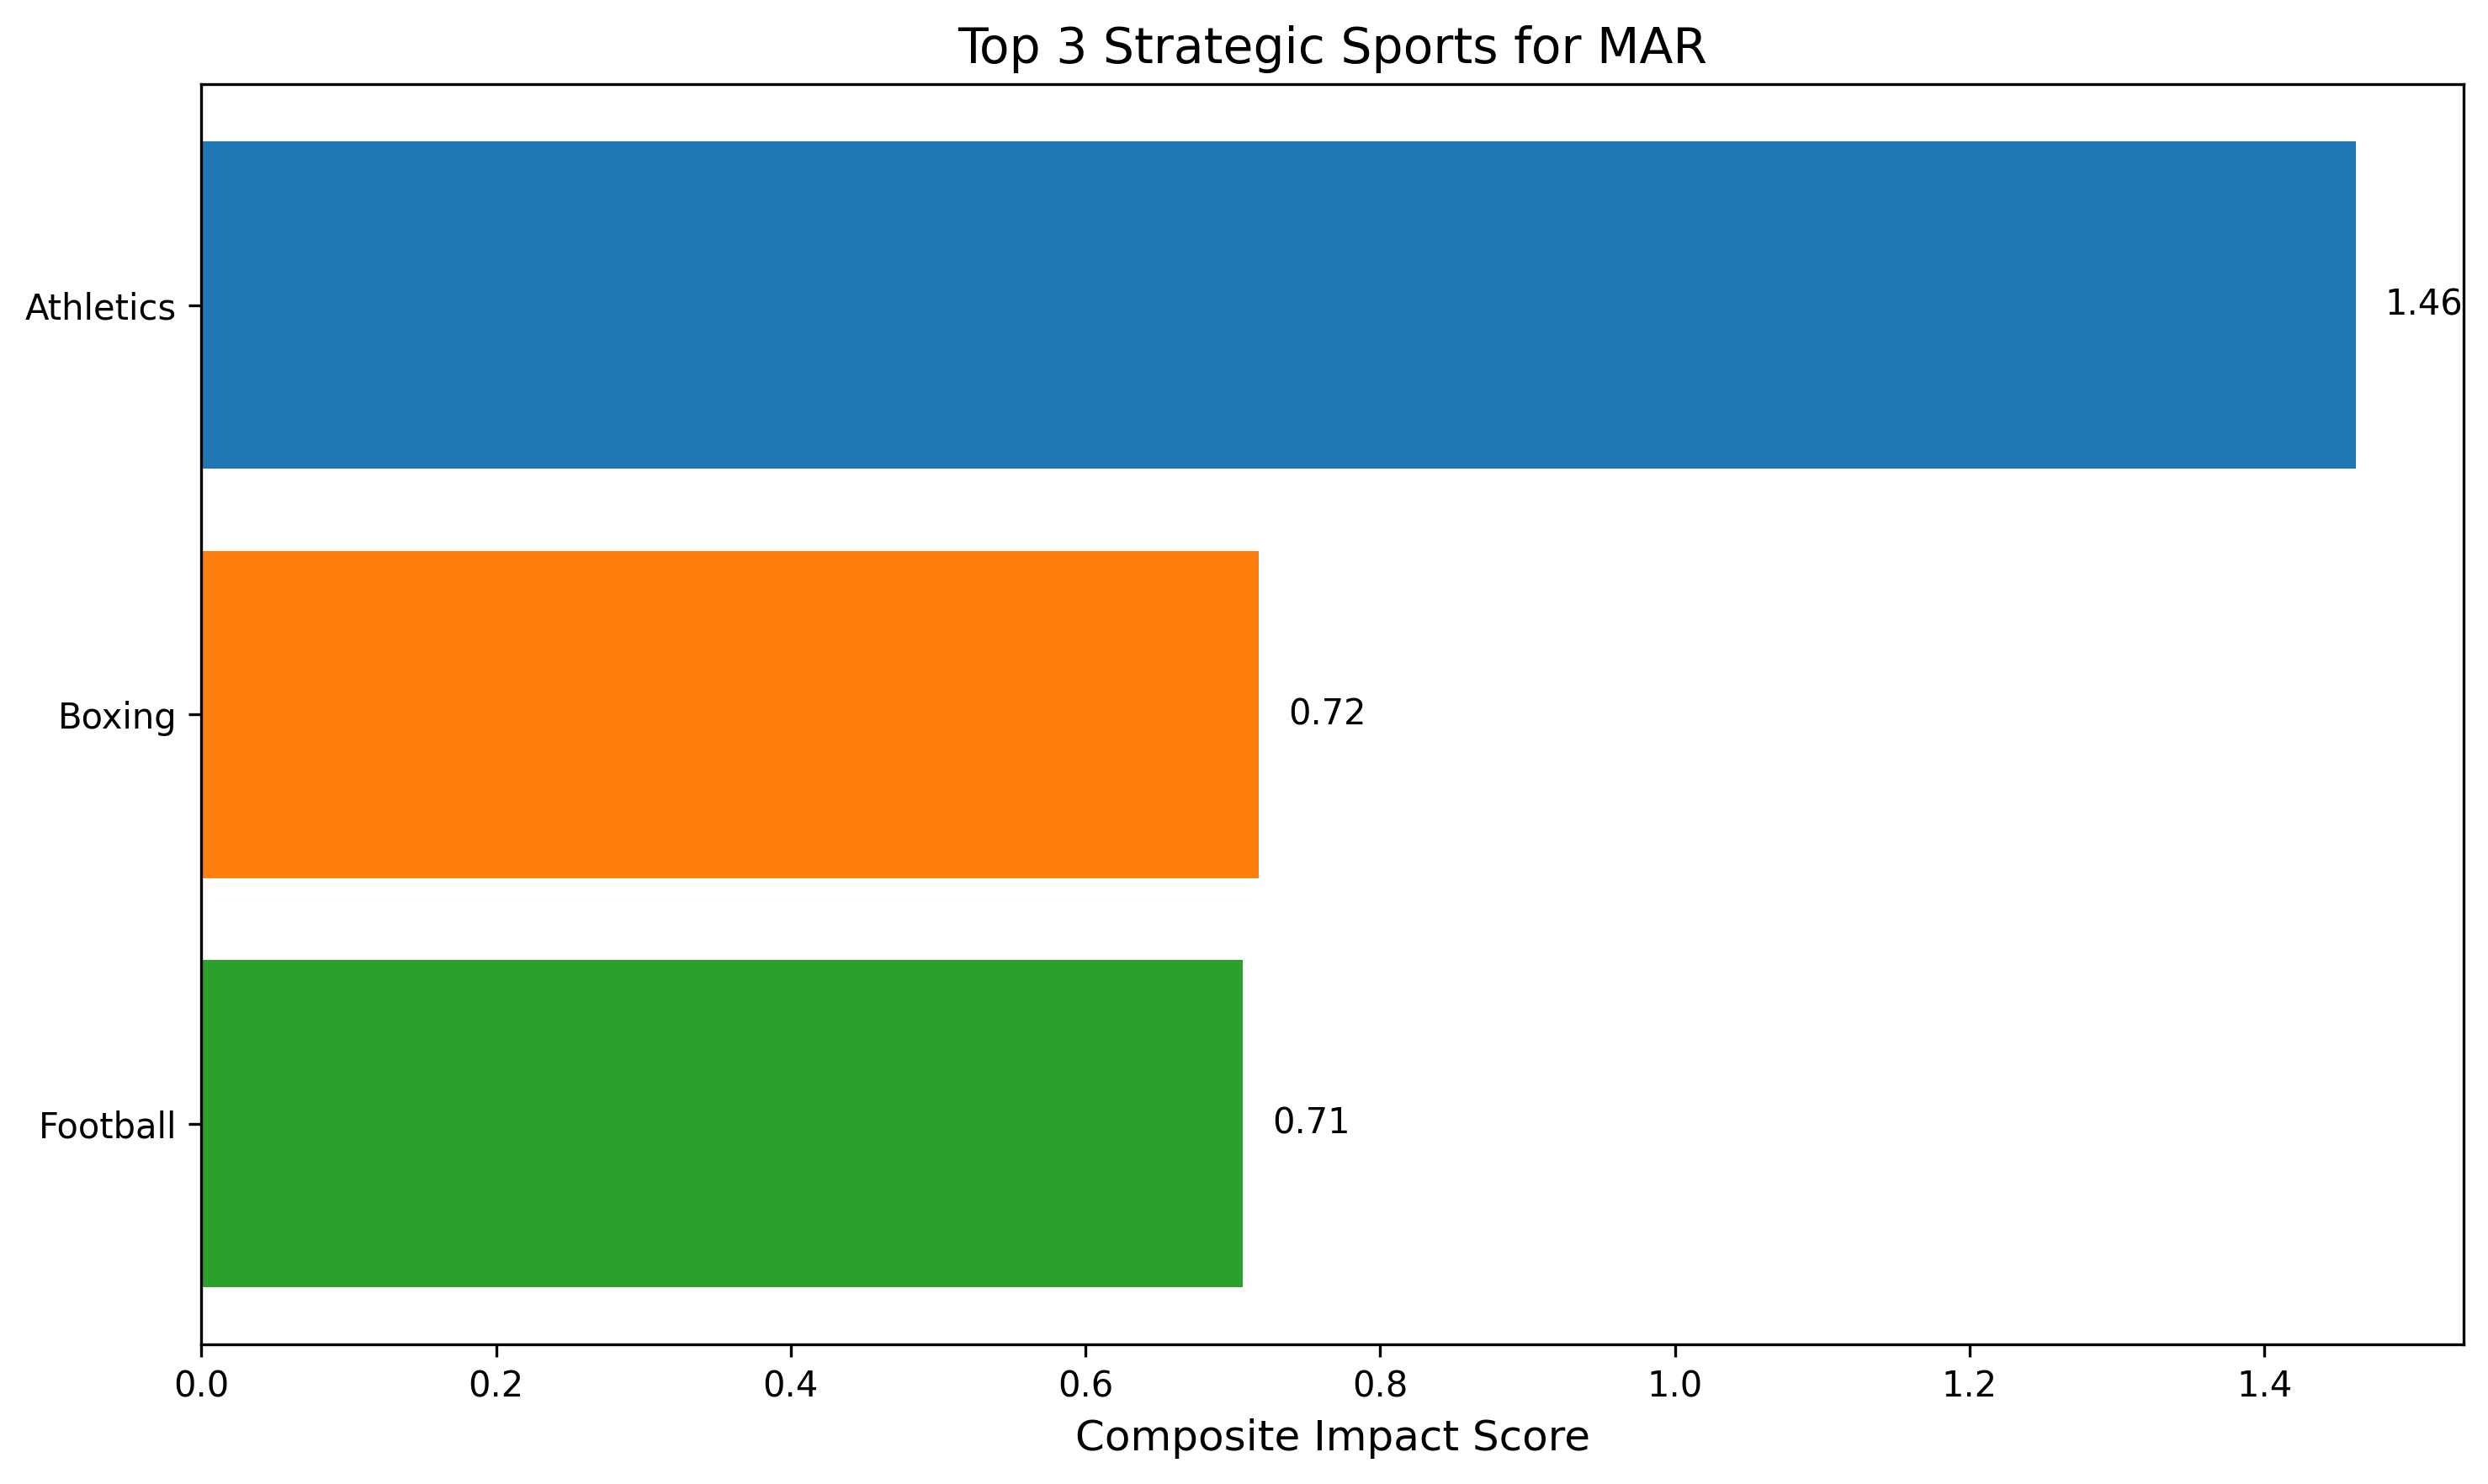 Top 3 Strategic Sports for MAR
Athletics
1.46
Boxing
0.72
Football
0.71
0.0 0.2 0.4 0.6 0.8 1.0 1.2 1.4
Composite Impact Score